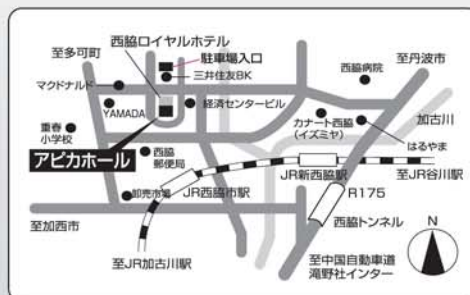 至多可町
西脇ロイヤルホテル
駐車場入口
三井住友BK
マクドナルド
YAMADA
経済センタービル
西脇病院
至丹波市
加古川
重春
小学校
カナート西脇
(イズミヤ)
はるやま
アピカホール
西脇
郵便局
JR新西脇駅
至JR谷川駅
卸売市場
JR西脇市駅
R175
至加西市
西脇トンネル
N
至JR加古川駅
至中国自動車道
滝野社インター